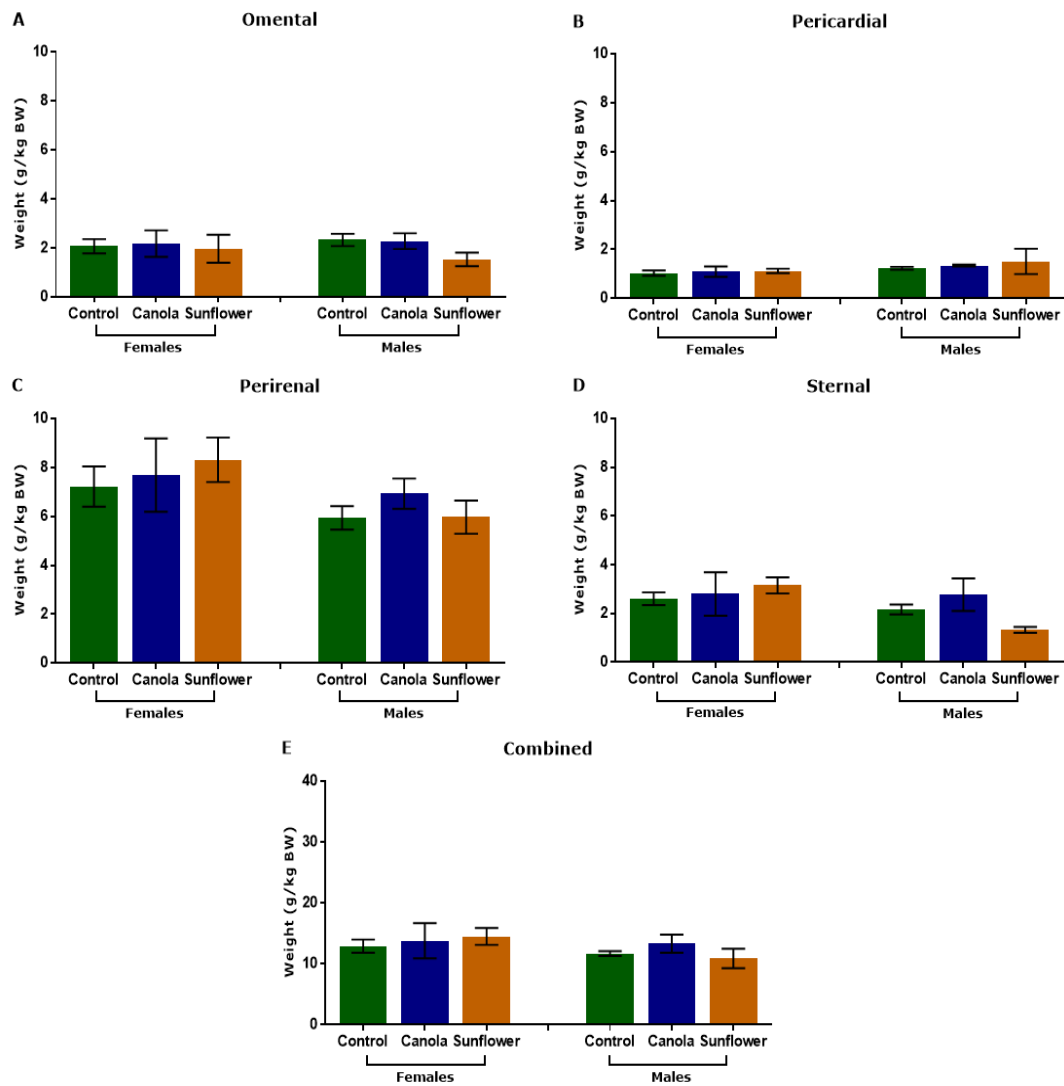 A
Omental
Weight (g/kg BW)
10
8
6
4
2
0
Control Canola Sunflower Control Canola Sunflower
Females Males
B
Pericardial
Weight (g/kg BW)
10
8
6
4
2
0
Control Canola Sunflower Control Canola Sunflower
Females Males
C
Perirenal
Weight (g/kg BW)
10
8
6
4
2
0
Control Canola Sunflower Control Canola Sunflower
Females Males
D
Sternal
Weight (g/kg BW)
10
8
6
4
2
0
Control Canola Sunflower Control Canola Sunflower
Females Males
E
Combined
Weight (g/kg BW)
40
30
20
10
0
Control Canola Sunflower Control Canola Sunflower
Females Males